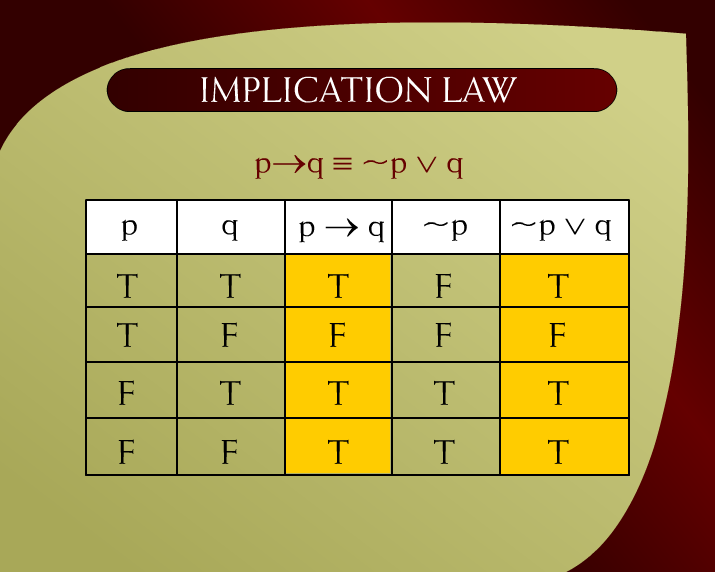 IMPLICATION LAW
p→q ≡ ~p ∨ q
p q p → q ~p ~p ∨ q
T T T F T
T F F F F
F T T T T
F F T T T